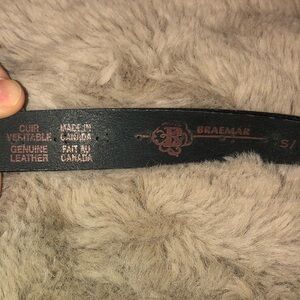 CUIR
VERITABLE
GENUINE
LEATHER
MADE IN
CANADA
FAIT AU
CANADA
BRAEMAR